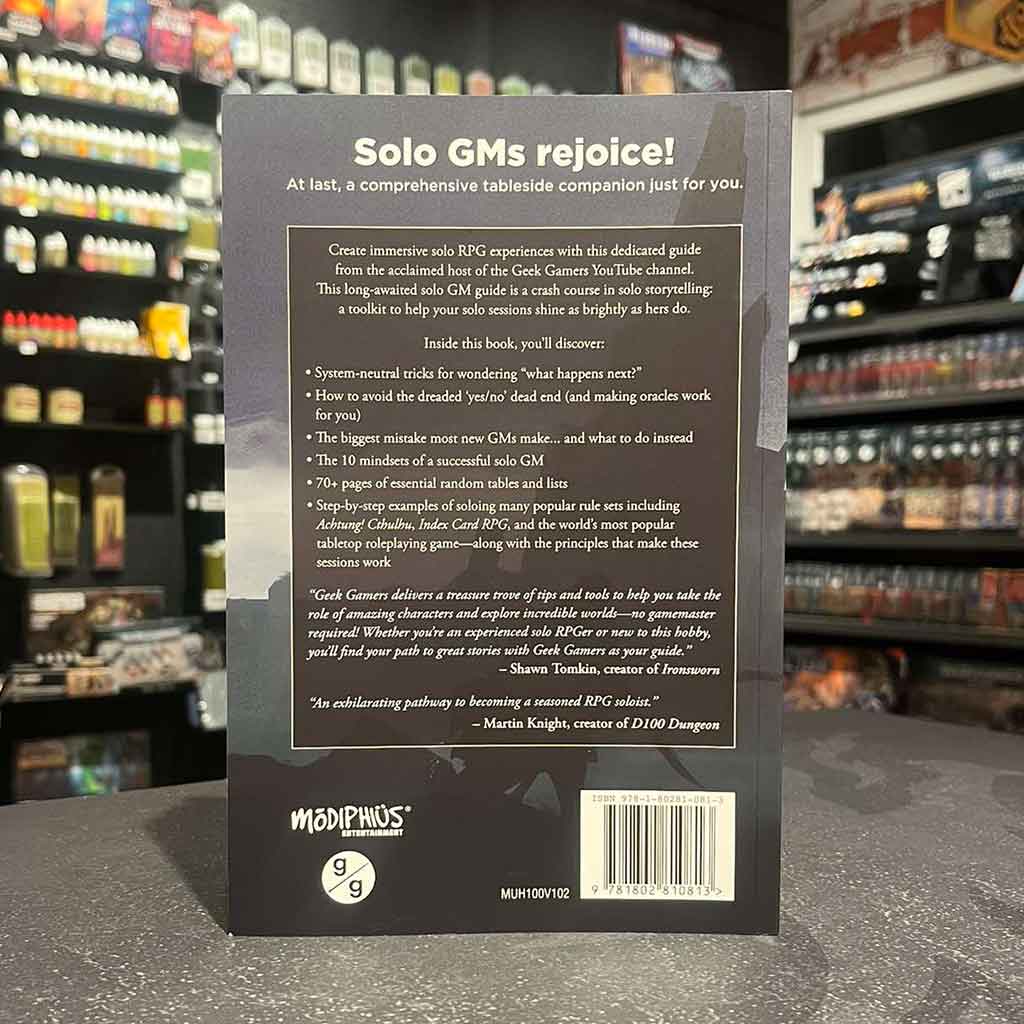 Solo GMs rejoice!
At last, a comprehensive tableside companion just for you.
Create immersive solo RPG experiences with this dedicated guide
from the acclaimed host of the Geek Gamers YouTube channel.
This long-awaited solo GM guide is a crash course in solo storytelling:
a toolkit to help your solo sessions shine as brightly as hers do.
Inside this book, you'll discover:
• System-neutral tricks for wondering “what happens next?”
• How to avoid the dreaded ‘yes/no’ dead end (and making oracles work
for you)
• The biggest mistake most new GMs make... and what to do instead
• The 10 mindsets of a successful solo GM
• 70+ pages of essential random tables and lists
• Step-by-step examples of soloing many popular rule sets including
Achtung! Cthulhu, Index Card RPG, and the world's most popular
tabletop roleplaying game—along with the principles that make these
sessions work
“Geek Gamers delivers a treasure trove of tips and tools to help you take the
role of amazing characters and explore incredible worlds—no gamemaster
required! Whether you're an experienced solo RPGer or new to this hobby,
you'll find your path to great stories with Geek Gamers as your guide.”
– Shawn Tomkin, creator of Ironsworn
“An exhilarating pathway to becoming a seasoned RPG soloist.”
– Martin Knight, creator of D100 Dungeon
MŌDIPHIÜS®
ENTERTAINMENT
g/g
MUH100V102
ISBN 978-1-80281-081-3
9 781802 810813 >